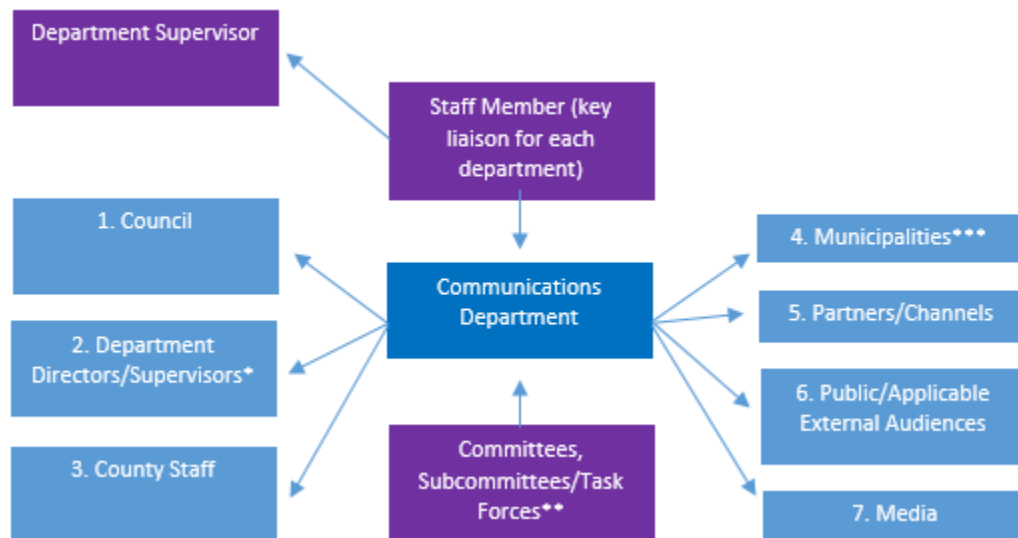 Department Supervisor
Staff Member (key
liaison for each
department)
1. Council
2. Department
Directors/Supervisors*
3. County Staff
Communications
Department
Committees,
Subcommittees/Task
Forces**
4. Municipalities***
5. Partners/Channels
6. Public/Applicable
External Audiences
7. Media